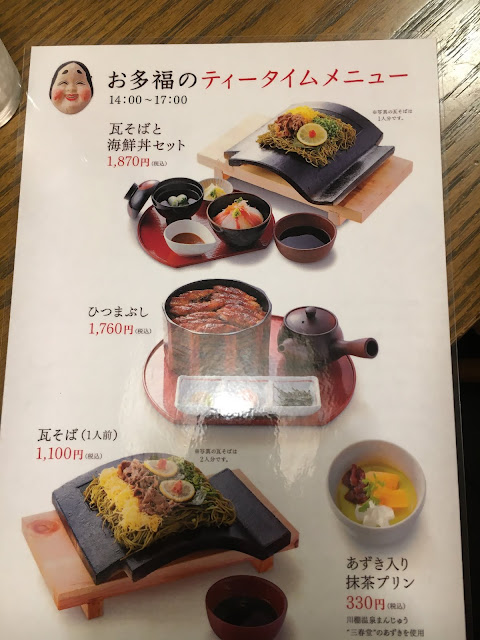 お多福のティータイムメニュー
14:00～17:00
瓦そばと
海鮮丼セット
1,870円(税込)
※写真の瓦そばは
1人分です。
ひつまぶし
1,760円(税込)
瓦そば(1人前)
1,100円(税込)
※写真の瓦そばは
2人分です。
あずき入り
抹茶プリン
330円(税込)
川棚温泉まんじゅう
"三春堂"のあずきを使用